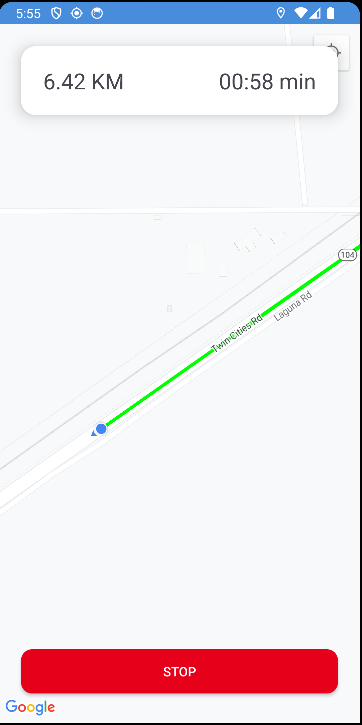 5:55
6.42 KM 00:58 min
104
Twin Cities Rd
Laguna Rd
STOP
Google